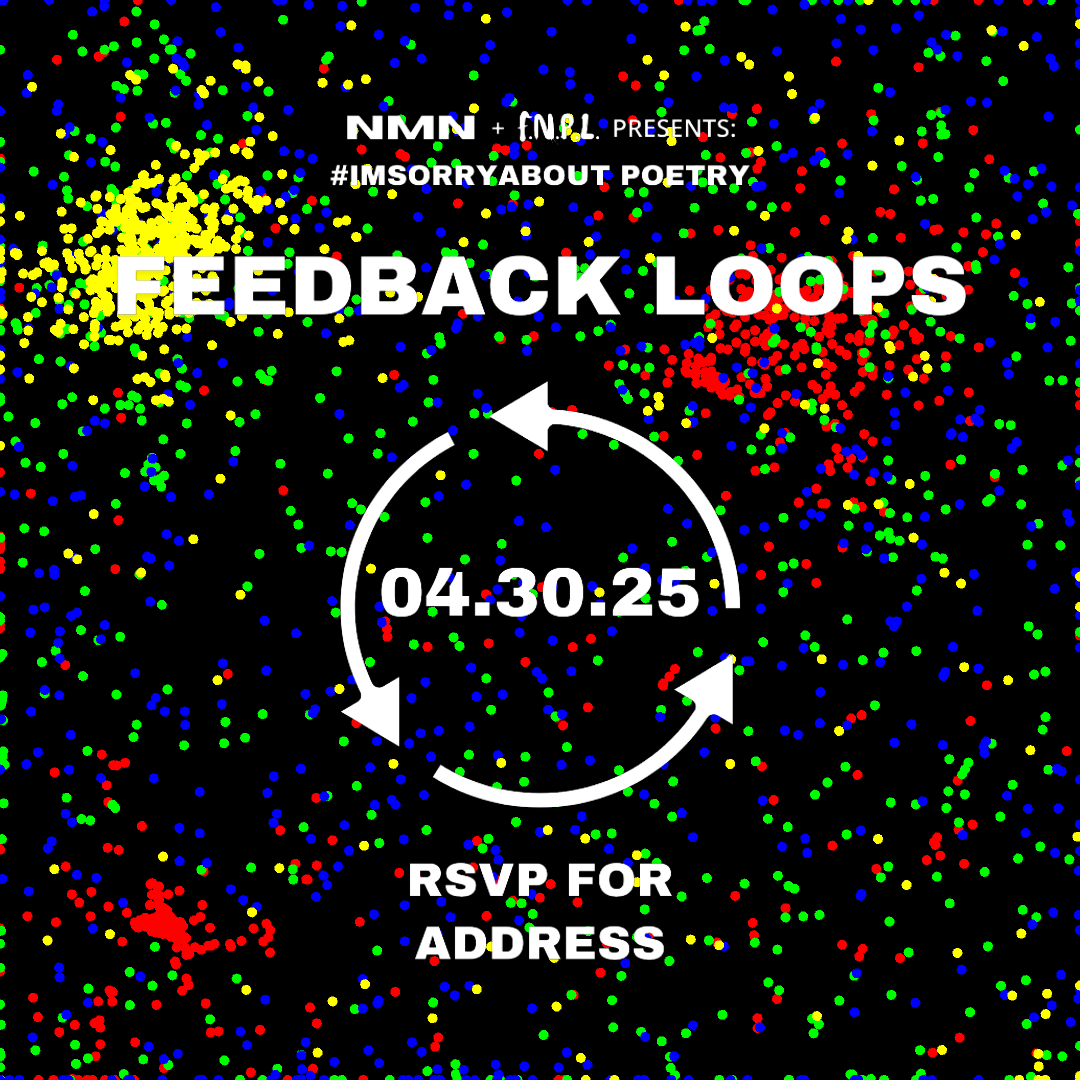 NMN + F.N.P.L. PRESENTS:
#IMSORRYABOUT POETRY
FEEDBACK LOOPS
04.30.25
RSVP FOR
ADDRESS